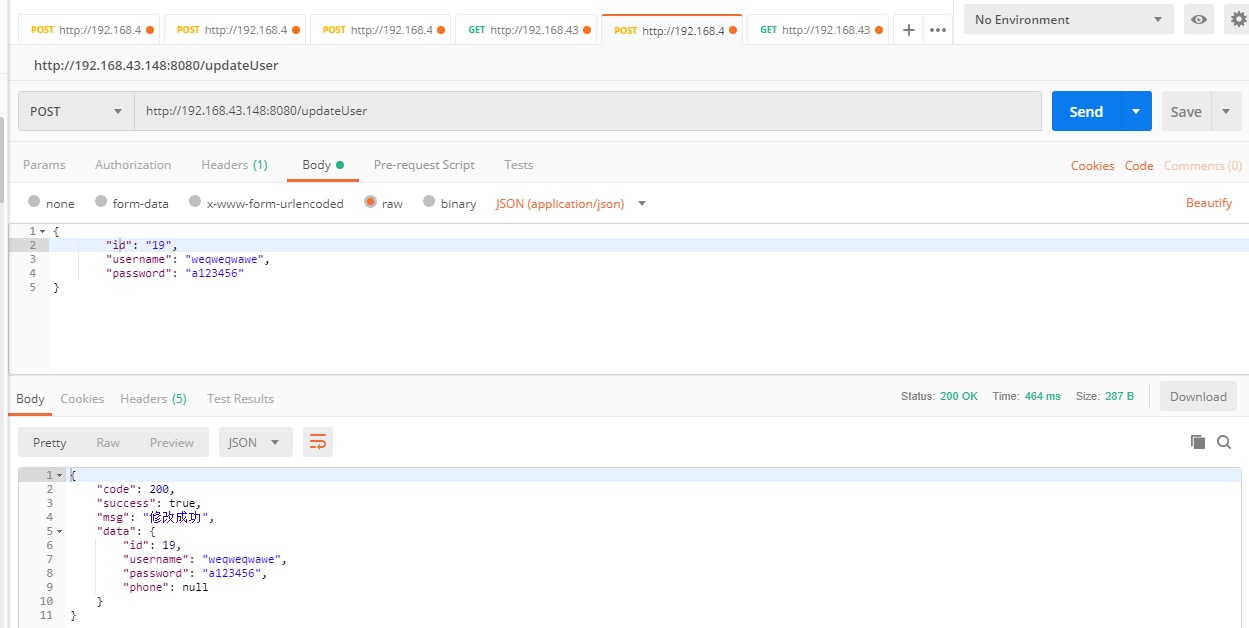 POST http://192.168.4 POST http://192.168.4 POST http://192.168.4 GET http://192.168.43 POST http://192.168.4 GET http://192.168.43 + ••• No Environment
http://192.168.43.148:8080/updateUser
POST http://192.168.43.148:8080/updateUser Send Save
Params Authorization Headers (1) Body Pre-request Script Tests Cookies Code Comments (0)
none form-data x-www-form-urlencoded raw binary JSON (application/json) Beautify
1 {
2 "id": "19",
3 "username": "weqweqwawe",
4 "password": "a123456"
5 }
Body Cookies Headers (5) Test Results Status: 200 OK Time: 464 ms Size: 287 B Download
Pretty Raw Preview JSON
1 {
2 "code": 200,
3 "success": true,
4 "msg": "修改成功",
5 "data": {
6 "id": 19,
7 "username": "weqweqwawe",
8 "password": "a123456",
9 "phone": null
10 }
11 }